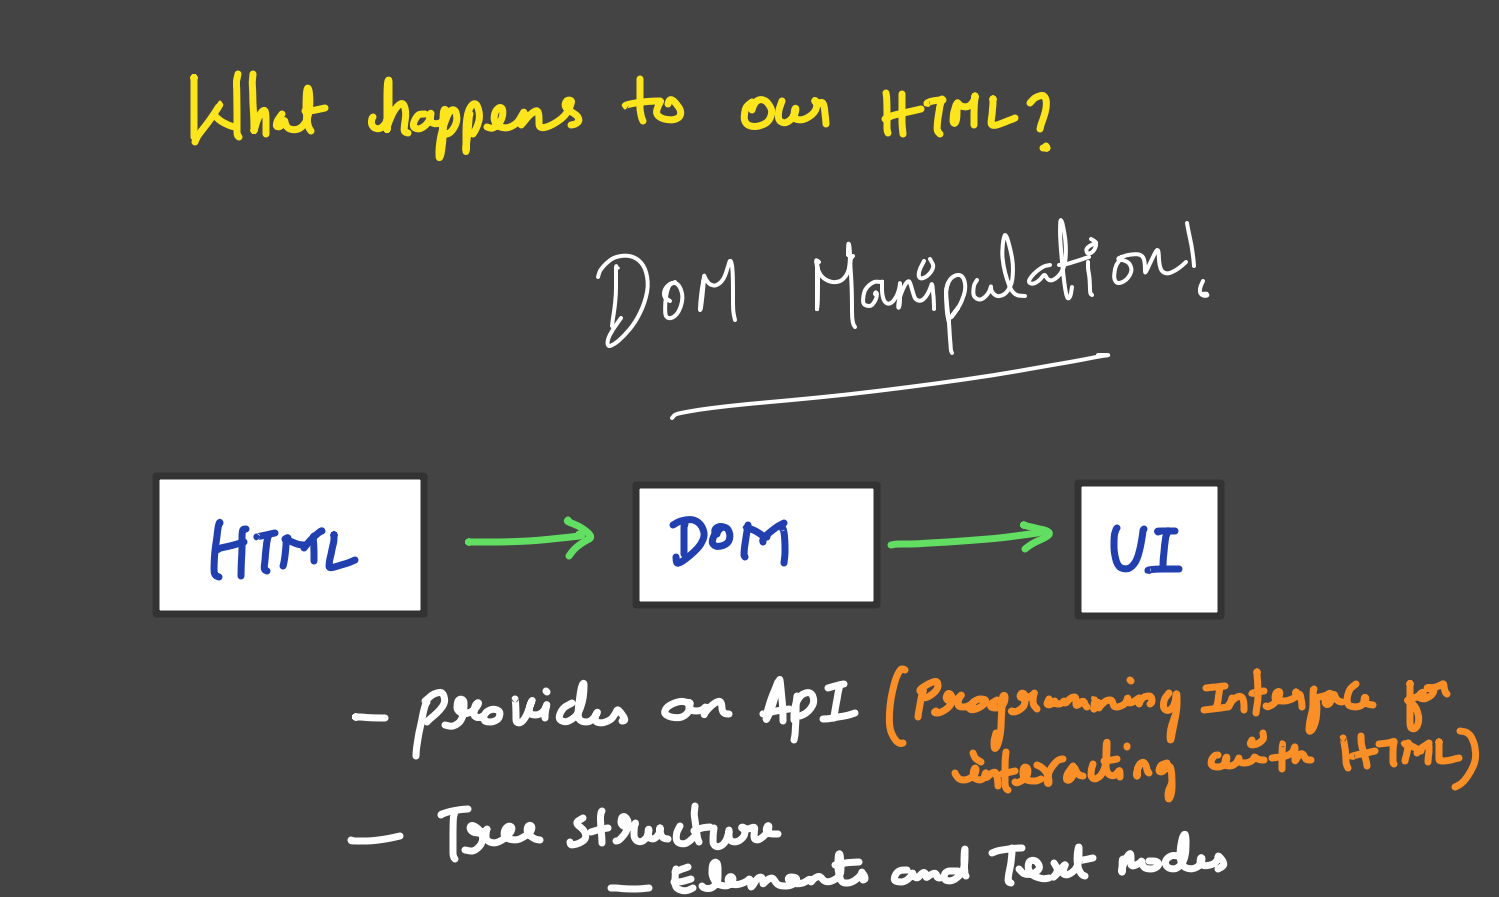 What happens to our HTML?
DOM Manipulation!
HTML → DOM → UI
– provides an API (Programming Interface for
interacting with HTML)
– Tree structure
– Elements and Text nodes